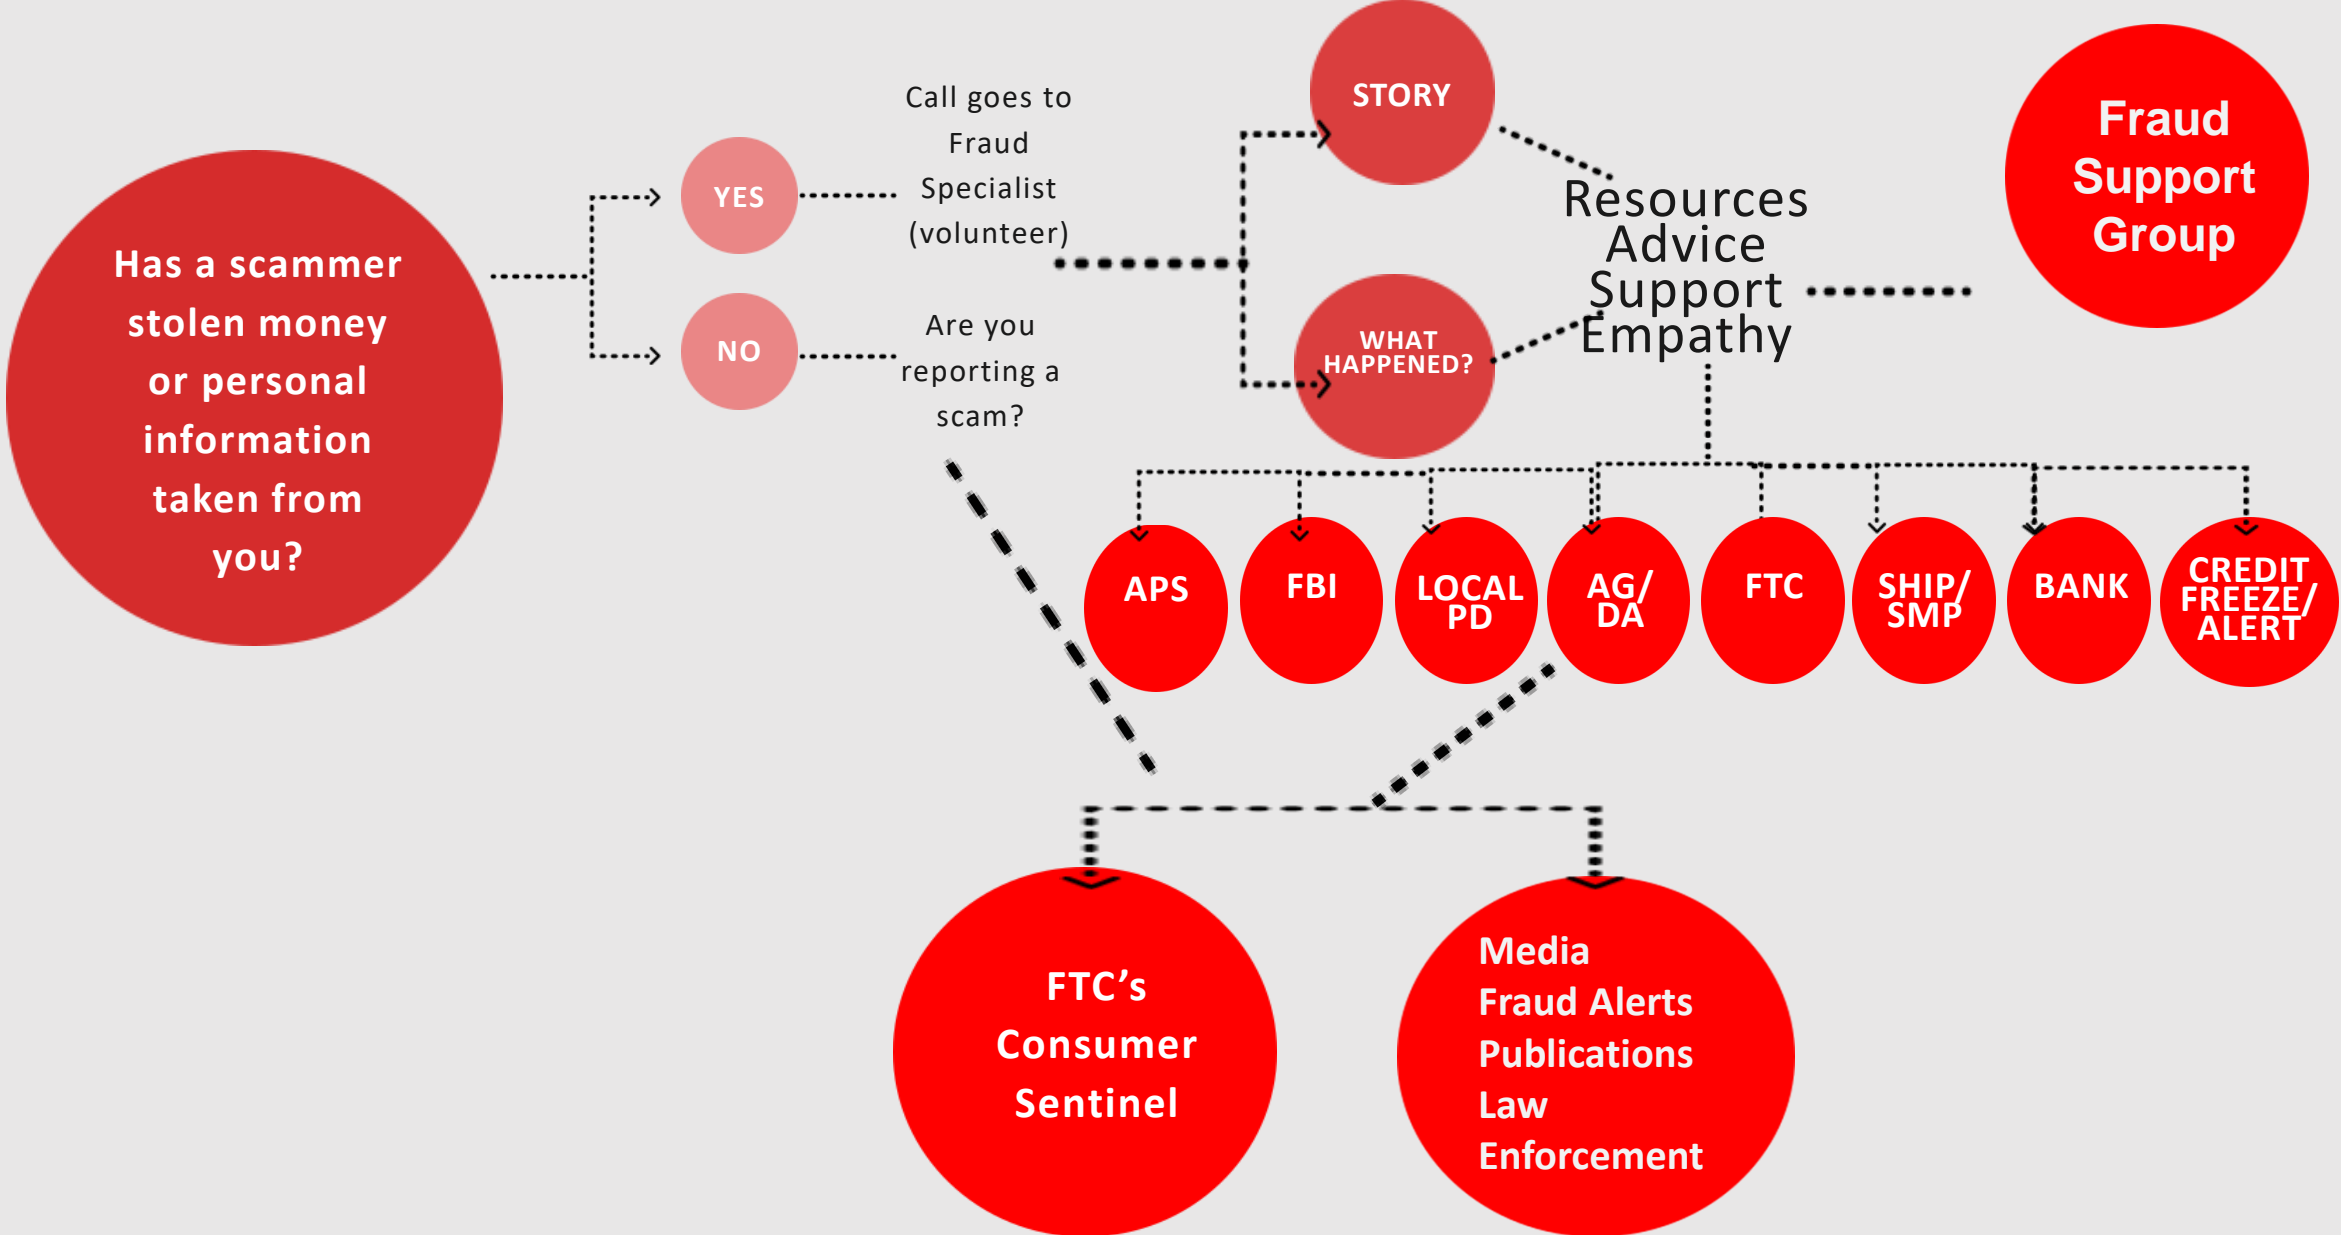 Has a scammer
stolen money
or personal
information
taken from
you?
YES
NO
Call goes to
Fraud
Specialist
(volunteer)
Are you
reporting a
scam?
STORY
WHAT
HAPPENED?
Resources
Advice
Support
Empathy
Fraud
Support
Group
APS
FBI
LOCAL
PD
AG/
DA
FTC
SHIP/
SMP
BANK
CREDIT
FREEZE/
ALERT
FTC’s
Consumer
Sentinel
Media
Fraud Alerts
Publications
Law
Enforcement